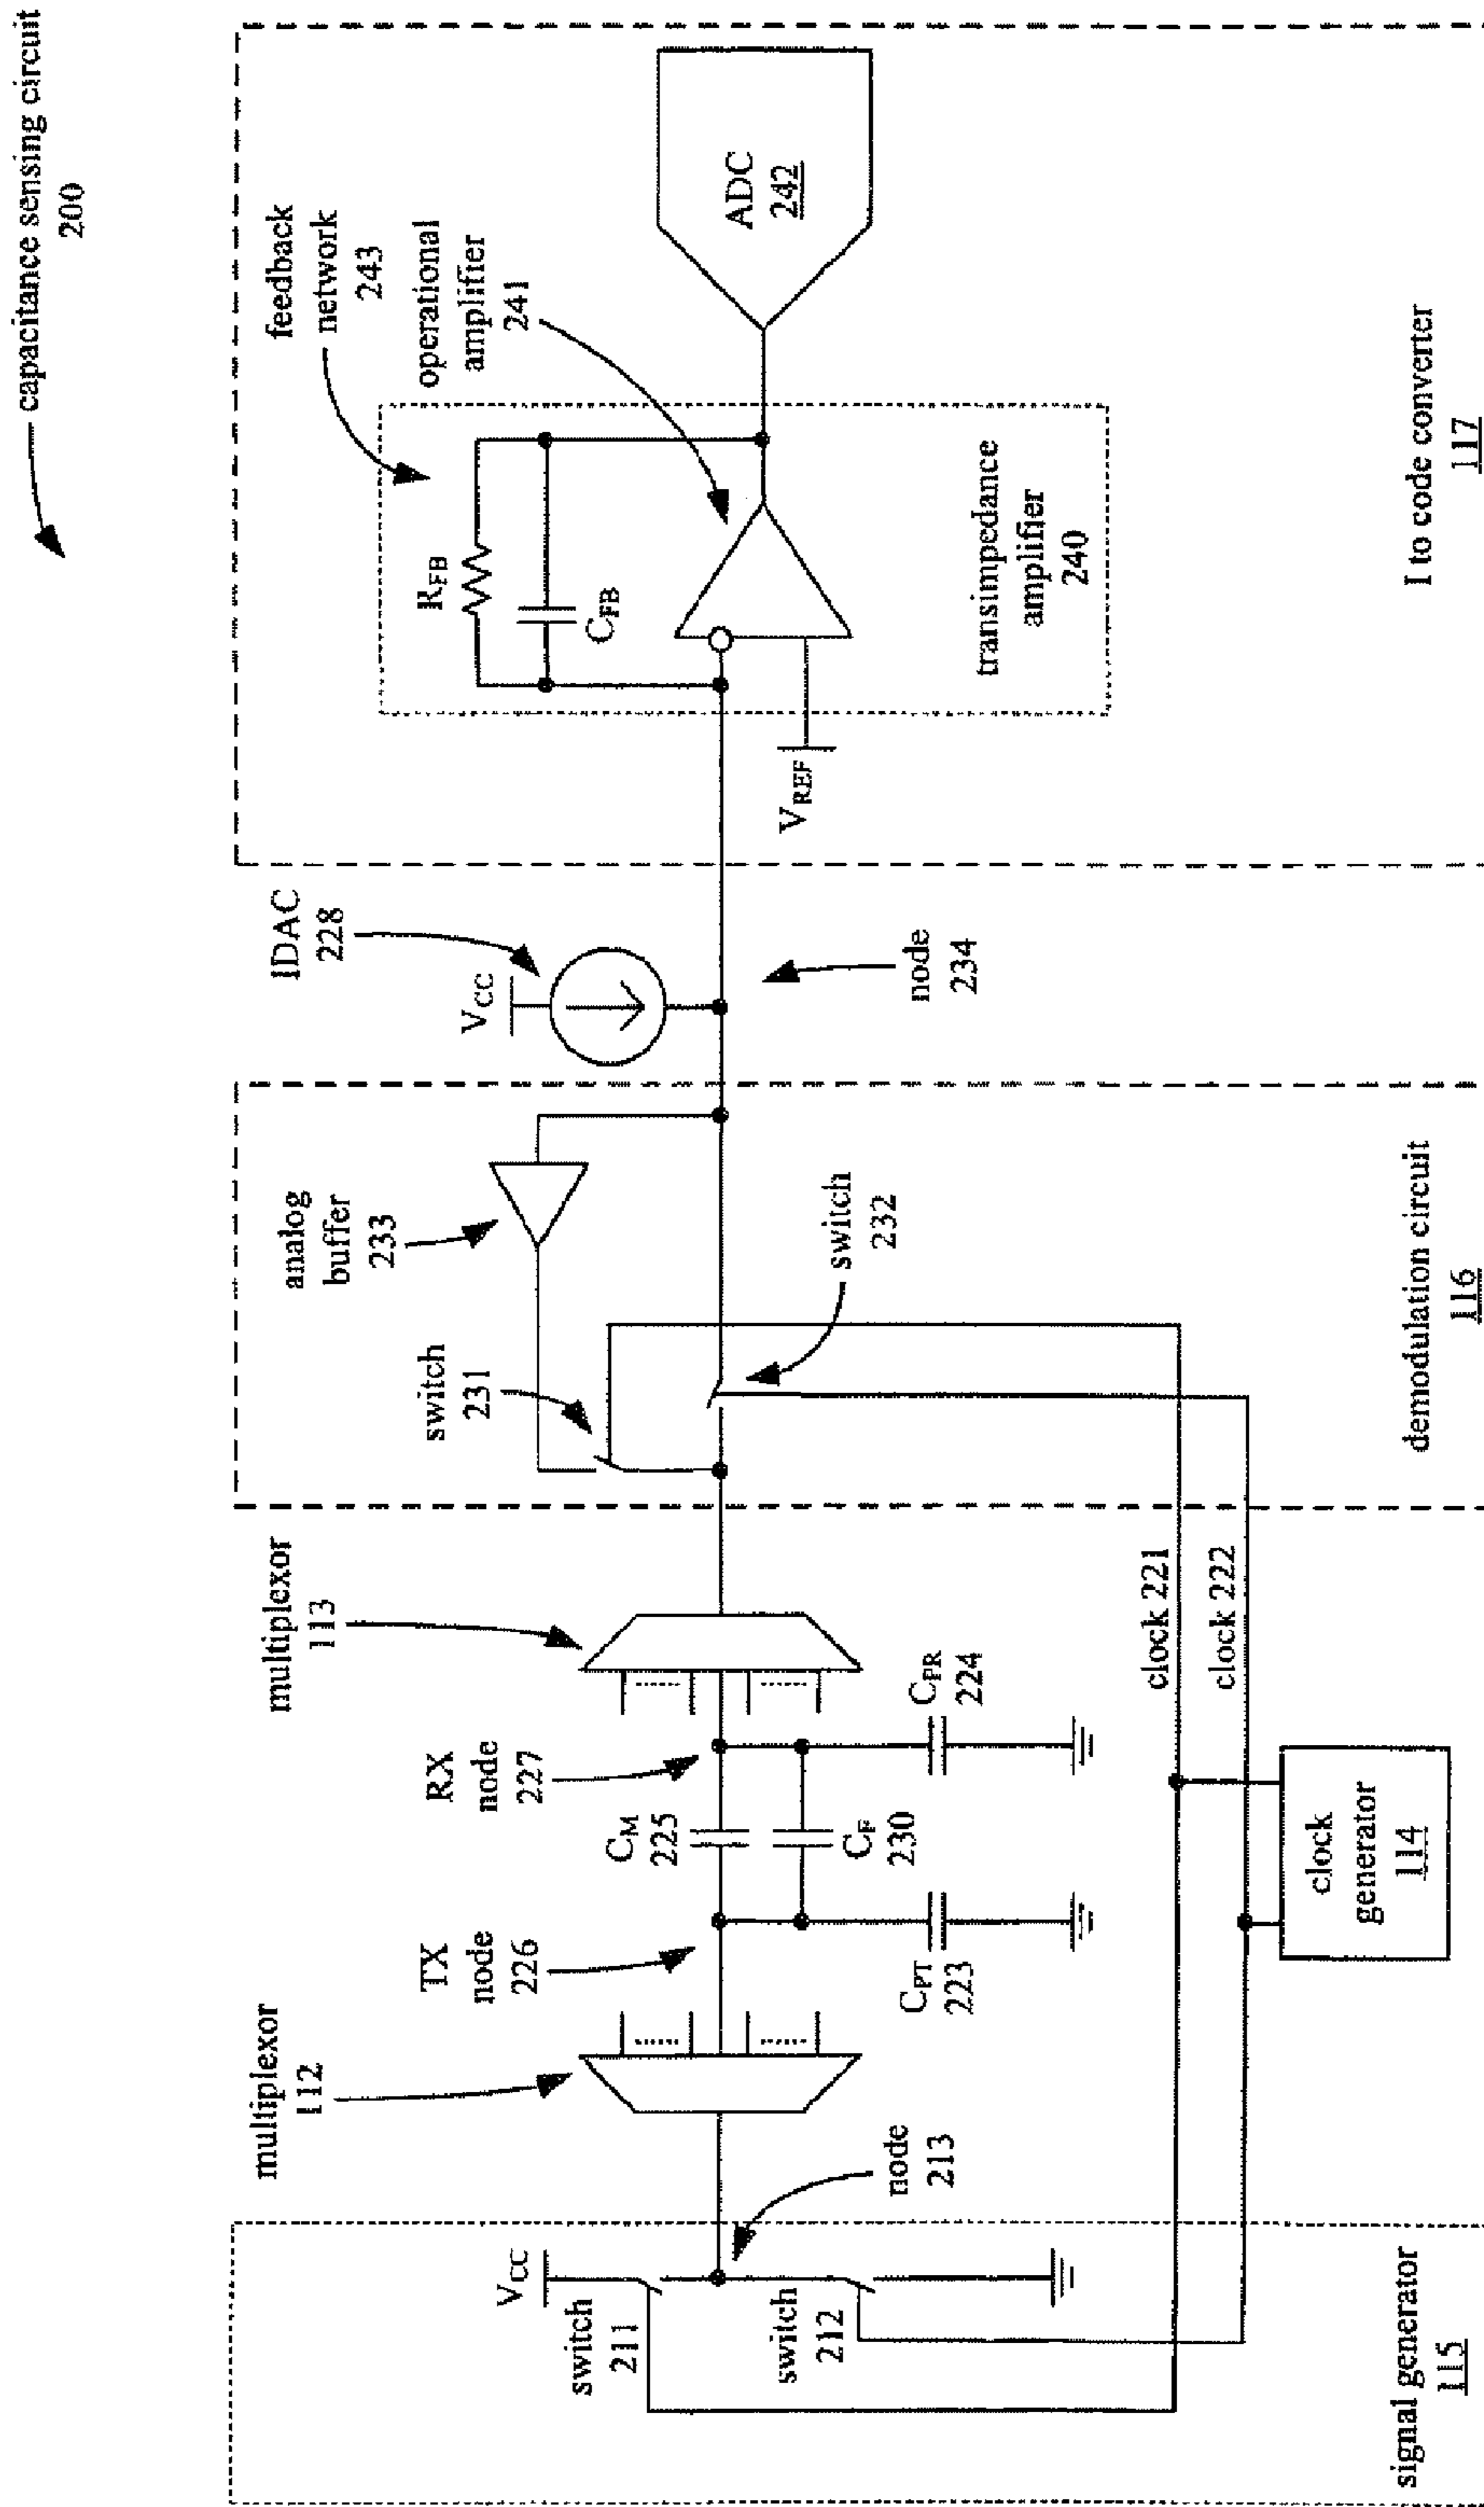 capacitance sensing circuit
200
signal generator
115
VCC
switch
211
switch
212
node
213
multiplexor
112
TX
node
226
CPT
223
CM
225
CF
230
RX
node
227
CPR
224
multiplexor
113
clock 221
clock 222
clock
generator
114
demodulation circuit
116
switch
231
switch
232
analog
buffer
233
IDAC
228
VCC
node
234
I to code converter
117
VREF
RFB
CFB
feedback
network
243
operational
amplifier
241
transimpedance
amplifier
240
ADC
242